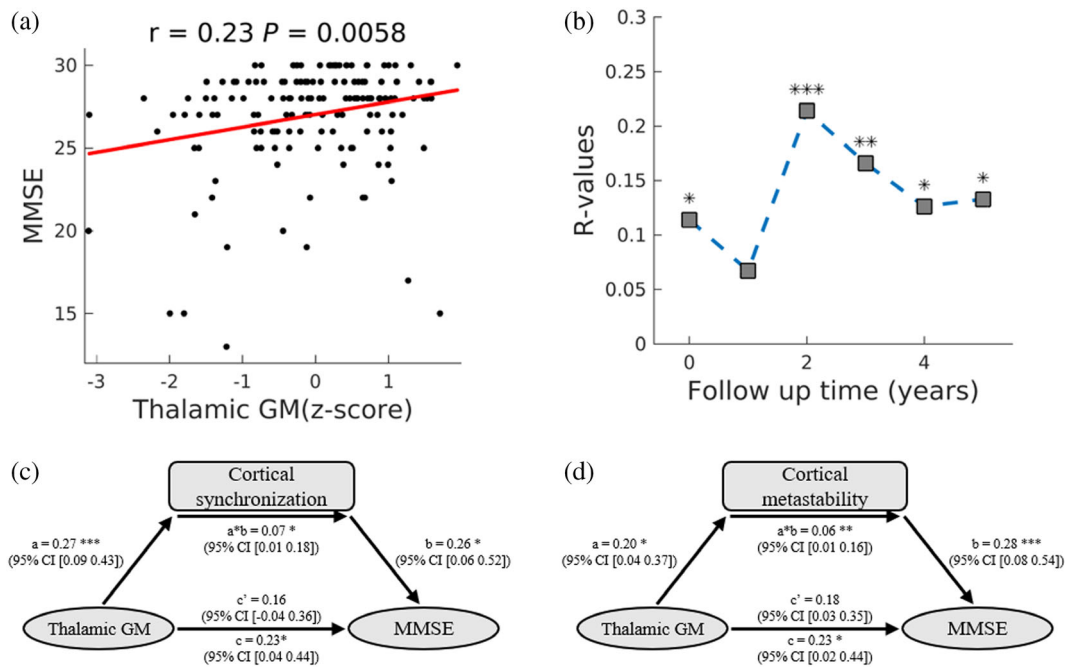 (a)
r = 0.23 P = 0.0058
30
25
20
15
MMSE
-3 -2 -1 0 1
Thalamic GM(z-score)
(b)
0.3
0.25
0.2
0.15
0.1
0.05
0
R-values
* *** ** * *
0 2 4
Follow up time (years)
(c)
Cortical
synchronization
a = 0.27 ***
(95% CI [0.09 0.43])
a*b = 0.07 *
(95% CI [0.01 0.18])
b = 0.26 *
(95% CI [0.06 0.52])
Thalamic GM
c' = 0.16
(95% CI [-0.04 0.36])
c = 0.23*
(95% CI [0.04 0.44])
MMSE
(d)
Cortical
metastability
a = 0.20 *
(95% CI [0.04 0.37])
a*b = 0.06 **
(95% CI [0.01 0.16])
b = 0.28 ***
(95% CI [0.08 0.54])
Thalamic GM
c' = 0.18
(95% CI [0.03 0.35])
c = 0.23 *
(95% CI [0.02 0.44])
MMSE